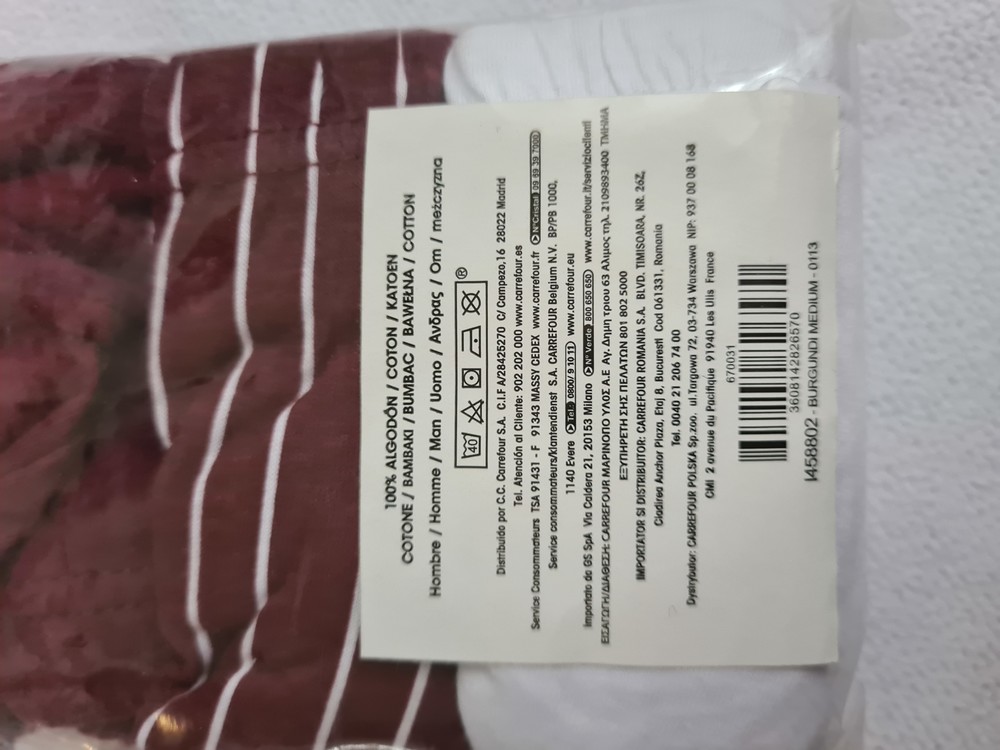 100% ALGODÓN / COTON / KATOEN
COTONE / BAMBAKI / BUMBAC / BAWEŁNA / COTTON
Hombre / Homme / Man / Uomo / Ανδρας / Om / meżczyzna
40 ®
Distribuido por C.C. Carrefour S.A. C.I.F A/28425270 C/ Campezo,16 28022 Madrid
Tel. Atención al Cliente: 902 202 000 www.carrefour.es
Service Consommateurs TSA 91431 - F 91343 MASSY CEDEX www.carrefour.fr N°Cristal 09 69 39 7000
Service consommateurs/klantendienst S.A. CARREFOUR Belgium N.V. BP/PB 1000,
1140 Evere Tel: 0800/ 9 10 11 www.carrefour.eu
Importato da GS SpA Via Caldera 21, 20153 Milano N°Verde 800 650 650 www.carrefour.it/servizioclienti
ΕΙΣΑΓΩΓΗ/ΔΙΑΘΕΣΗ: CARREFOUR ΜΑΡΙΝΟΠΟΥΛΟΣ Α.Ε Αγ. Δημητριου 63 Αλιμος τηλ. 2109893400 ΤΜΗΜΑ
ΕΞΥΠΗΡΕΤΗΣΗΣ ΠΕΛΑΤΩΝ 801 802 5000
IMPORTATOR SI DISTRIBUITOR: CARREFOUR ROMANIA S.A. BLVD. TIMISOARA, NR. 26Z,
Cladirea Anchor Plaza, Etaj 8, Bucuresti Cod 061331, Romania
Tel. 0040 21 206 74 00
Dystrybutor: CARREFOUR POLSKA Sp.zoo. ul.Targowa 72, 03-734 Warszawa NIP: 937 00 08 168
CMI 2 avenue du Pacifique 91940 Les Ulis France
670031
3608142826570
I458802 - BURGUNDI MEDIUM - 0113